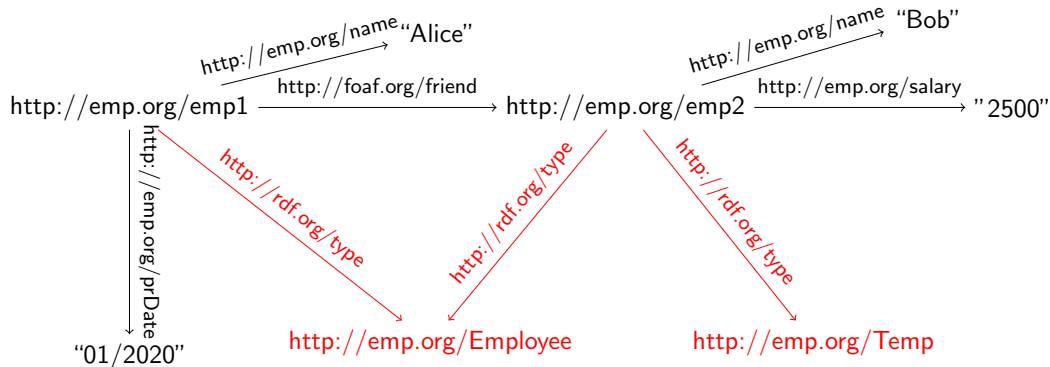 http://emp.org/name
“Alice”
http://emp.org/name
“Bob”
http://foaf.org/friend
http://emp.org/salary
http://emp.org/emp1
http://emp.org/emp2
"2500"
http://emp.org/prDate
http://rdf.org/type
http://rdf.org/type
http://rdf.org/type
http://emp.org/Employee
http://emp.org/Temp
“01/2020”